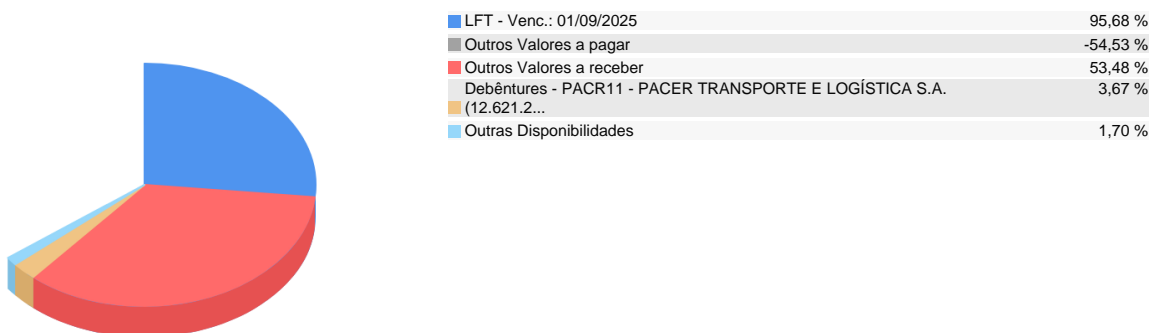 LFT - Venc.: 01/09/2025 95,68 %
Outros Valores a pagar -54,53 %
Outros Valores a receber 53,48 %
Debêntures - PACR11 - PACER TRANSPORTE E LOGÍSTICA S.A. 3,67 %
(12.621.2...
Outras Disponibilidades 1,70 %